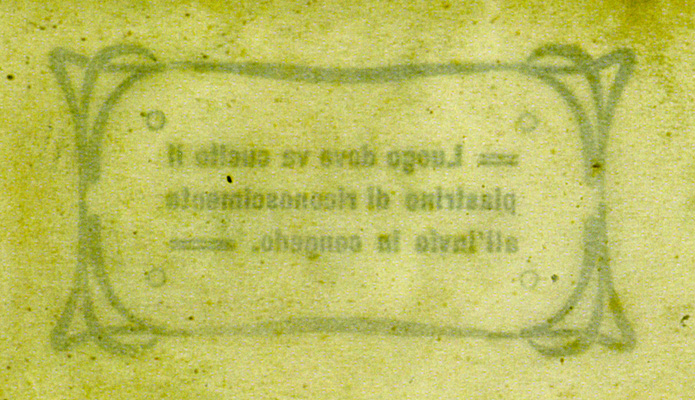 Luogo dove va cucito il
piastrino di riconoscimento
all'invio in congedo.